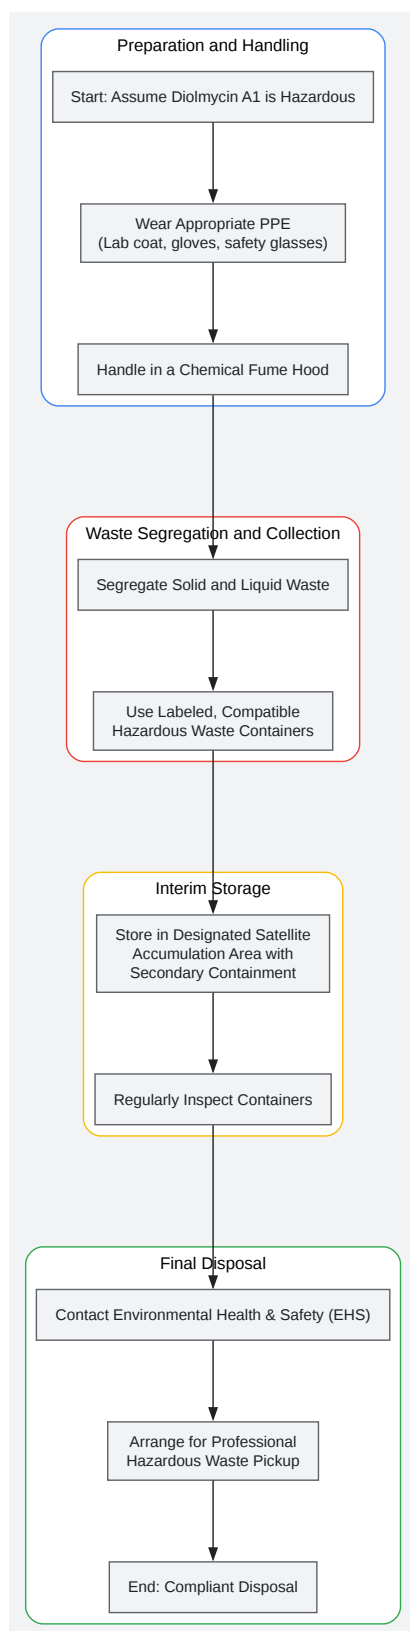 Preparation and Handling
Start: Assume Diolmycin A1 is Hazardous
Wear Appropriate PPE
(Lab coat, gloves, safety glasses)
Handle in a Chemical Fume Hood
Waste Segregation and Collection
Segregate Solid and Liquid Waste
Use Labeled, Compatible
Hazardous Waste Containers
Interim Storage
Store in Designated Satellite
Accumulation Area with
Secondary Containment
Regularly Inspect Containers
Final Disposal
Contact Environmental Health & Safety (EHS)
Arrange for Professional
Hazardous Waste Pickup
End: Compliant Disposal